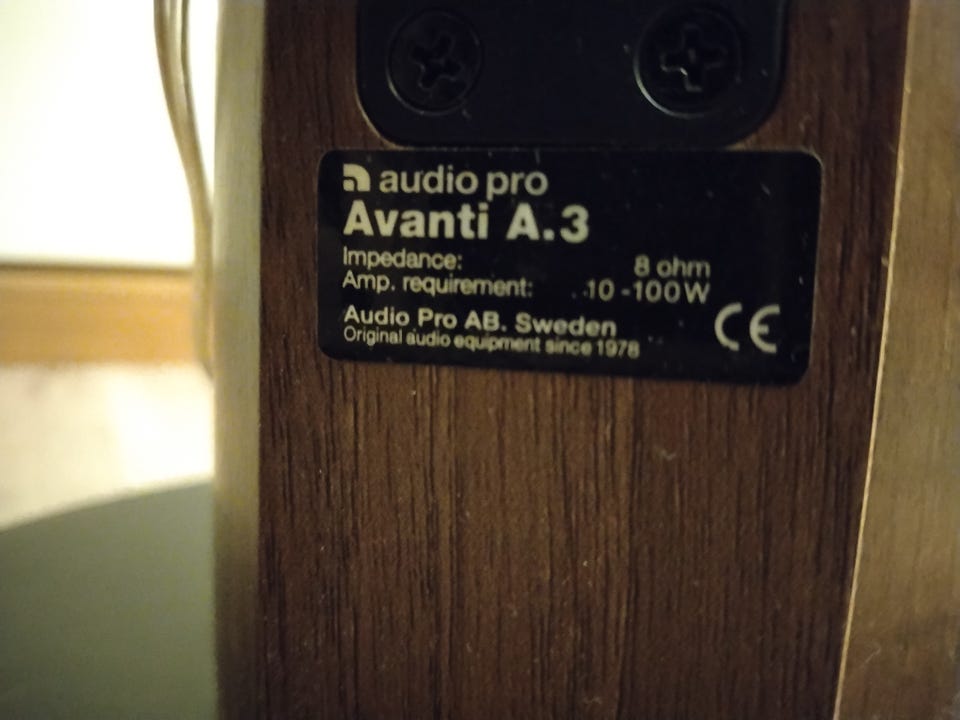 audio pro
Avanti A.3
Impedance: 8 ohm
Amp. requirement: 10 -100W
Audio Pro AB. Sweden
Original audio equipment since 1978
CE